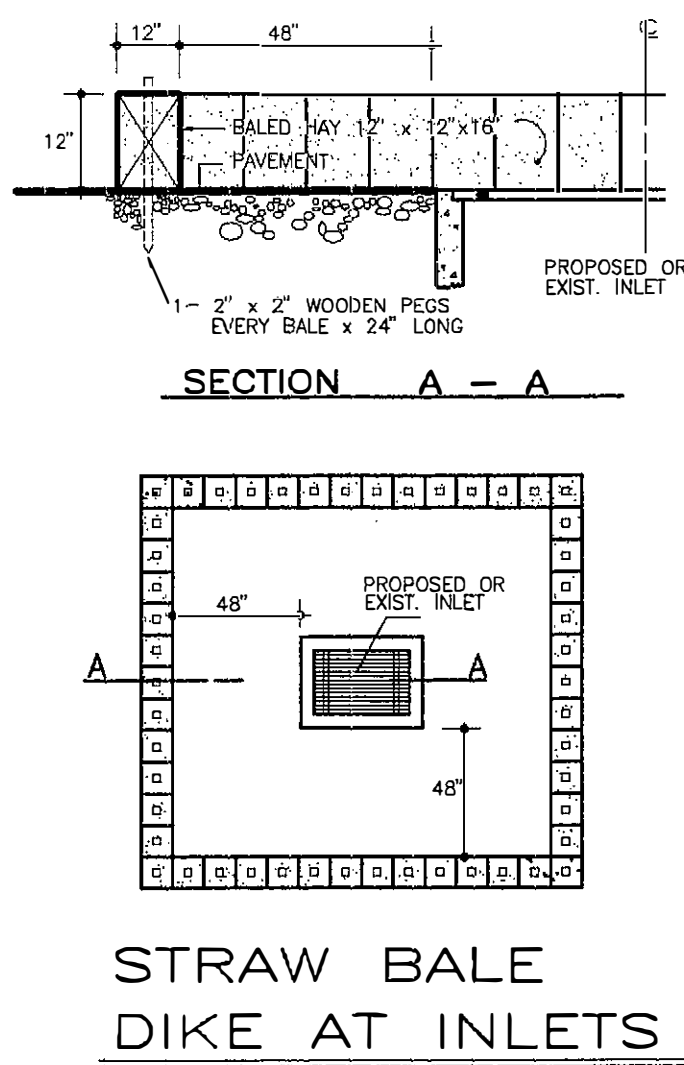 12" 48" ℄
12"
BALED HAY 12" x 12"x16"
PAVEMENT
PROPOSED OR
EXIST. INLET
1- 2" x 2" WOODEN PEGS
EVERY BALE x 24" LONG
SECTION A - A
PROPOSED OR
EXIST. INLET
48"
A A
48"
STRAW BALE
DIKE AT INLETS